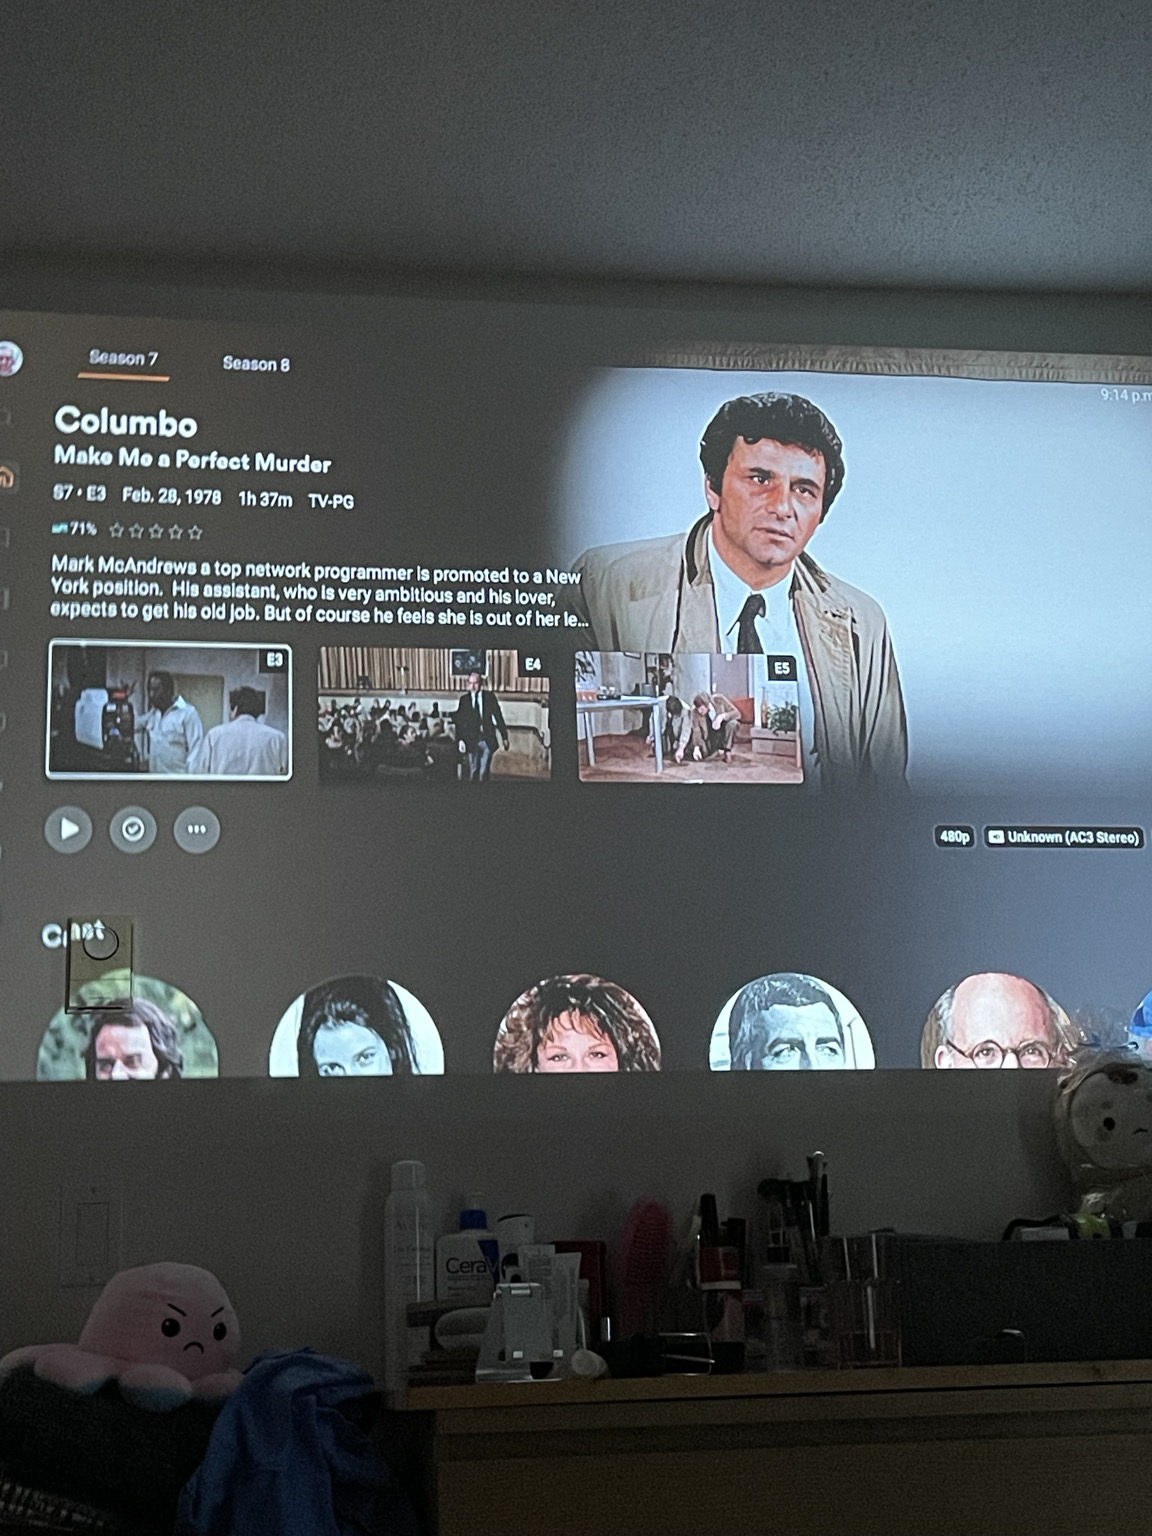 Season 7 Season 8
9:14 p.m
Columbo
Make Me a Perfect Murder
S7 • E3 Feb. 28, 1978 1h 37m TV-PG
71%
Mark McAndrews a top network programmer is promoted to a New
York position. His assistant, who is very ambitious and his lover,
expects to get his old job. But of course he feels she is out of her le...
E3 E4 E5
480p Unknown (AC3 Stereo)
Cast
Avène
CeraV